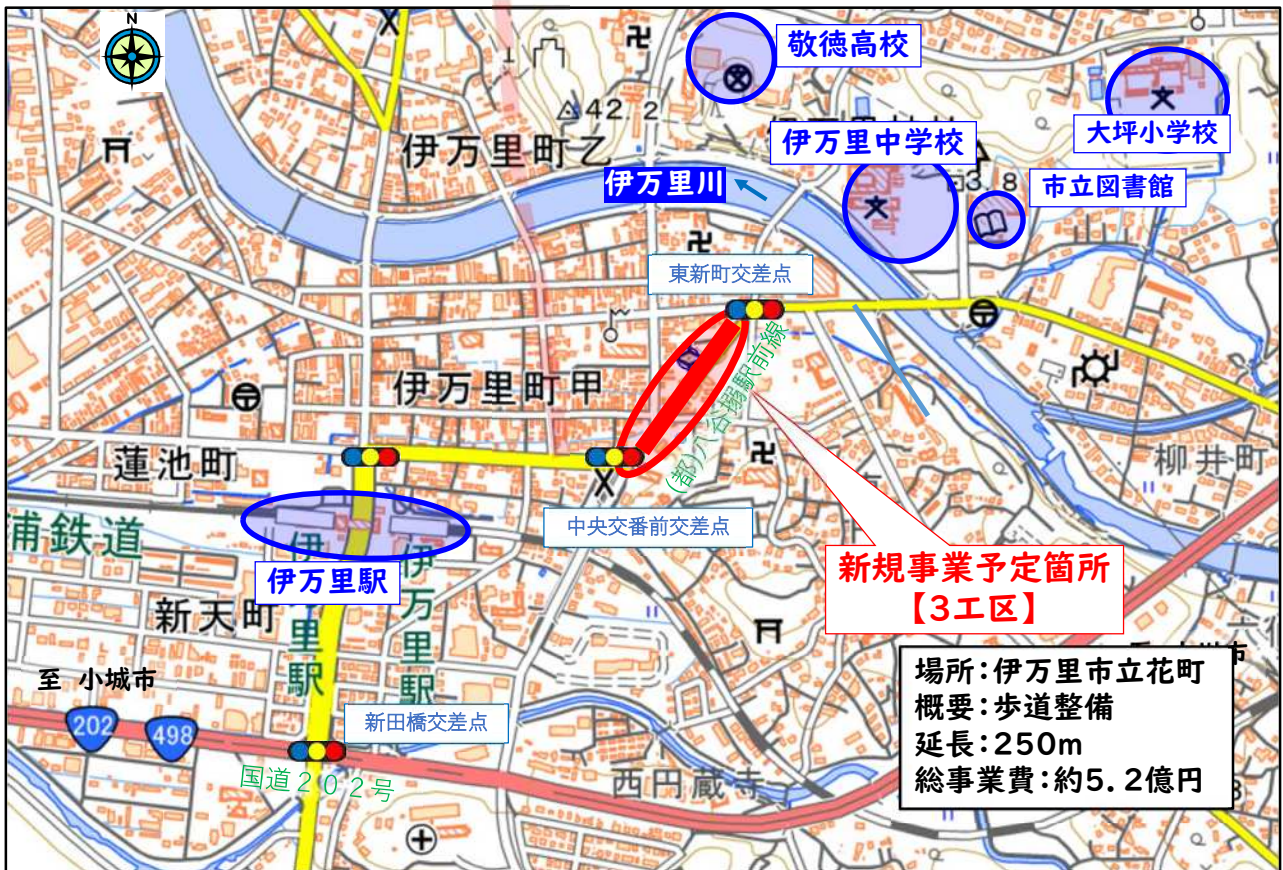 N
敬徳高校
大坪小学校
42.2
伊万里町乙
伊万里中学校
伊万里川
3.8
市立図書館
東新町交差点
(都)八谷搦駅前線
伊万里町甲
蓮池町
柳井町
中央交番前交差点
浦鉄道
伊万里駅
新規事業予定箇所
【3工区】
伊万里駅
伊万里駅
新天町
至 小城市
場所:伊万里市立花町
概要:歩道整備
延長:250m
総事業費:約5.2億円
新田橋交差点
202
498
国道202号
西円蔵寺